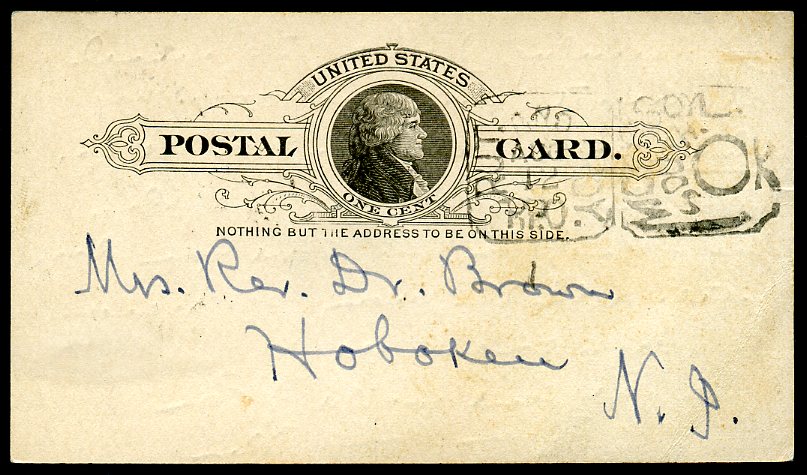 UNITED STATES
POSTAL CARD.
ONE CENT
NOTHING BUT THE ADDRESS TO BE ON THIS SIDE.
OK
Mrs. Rev. Dr. Brown
Hoboken
N. J.